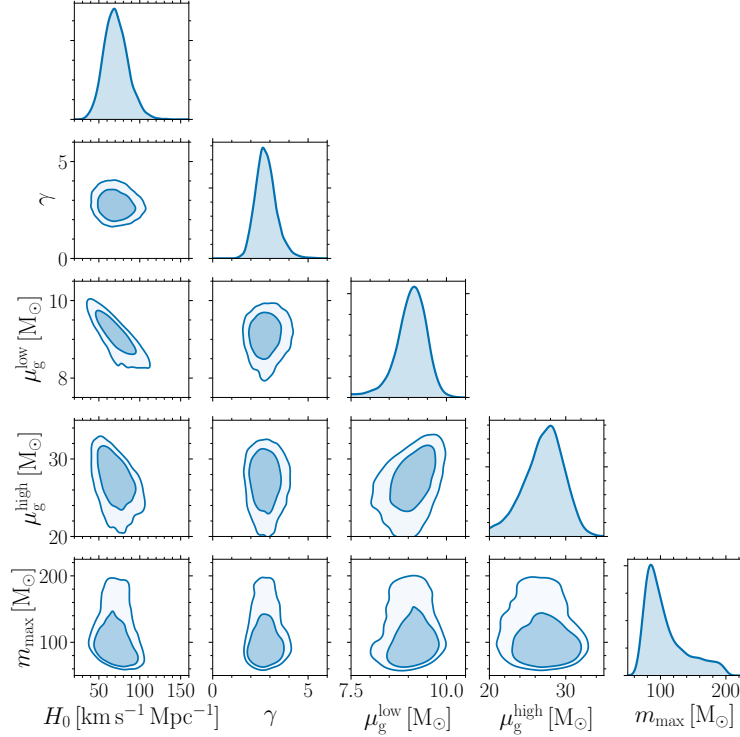 5
0
γ
10
8
μ_g^low [M_⊙]
30
20
μ_g^high [M_⊙]
200
100
m_max [M_⊙]
50 100 150
0 5
7.5 10.0
20 30
100 200
H_0 [km s^−1 Mpc^−1]
γ
μ_g^low [M_⊙]
μ_g^high [M_⊙]
m_max [M_⊙]